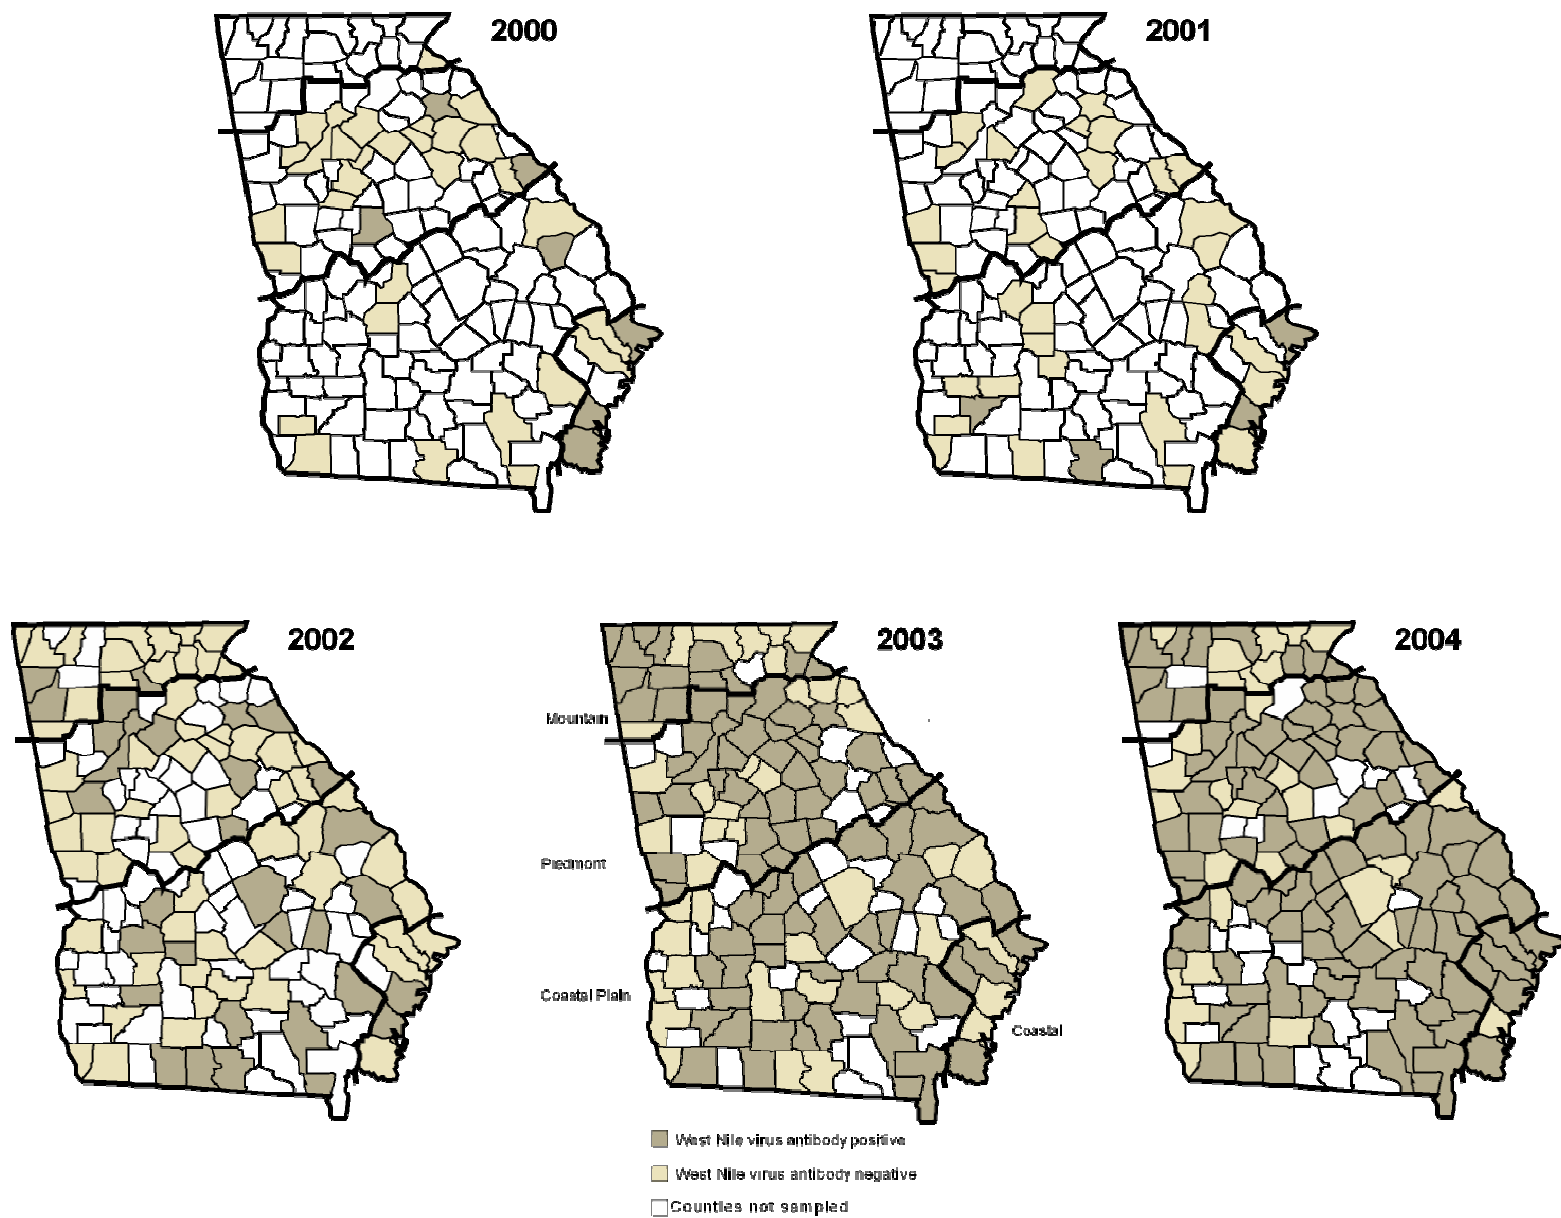 2000
2001
2002
2003
2004
Mountain
Piedmont
Coastal Plain
Coastal
West Nile virus antibody positive
West Nile virus antibody negative
Counties not sampled